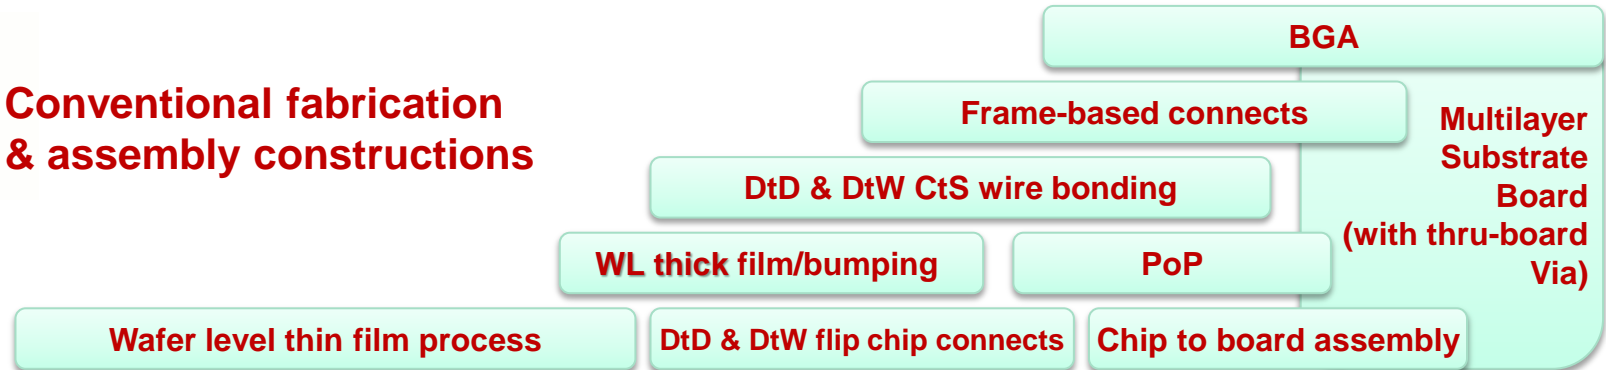 BGA
Conventional fabrication
& assembly constructions
Frame-based connects
Multilayer
Substrate
Board
(with thru-board
Via)
DtD & DtW CtS wire bonding
WL thick film/bumping
PoP
Wafer level thin film process
DtD & DtW flip chip connects
Chip to board assembly